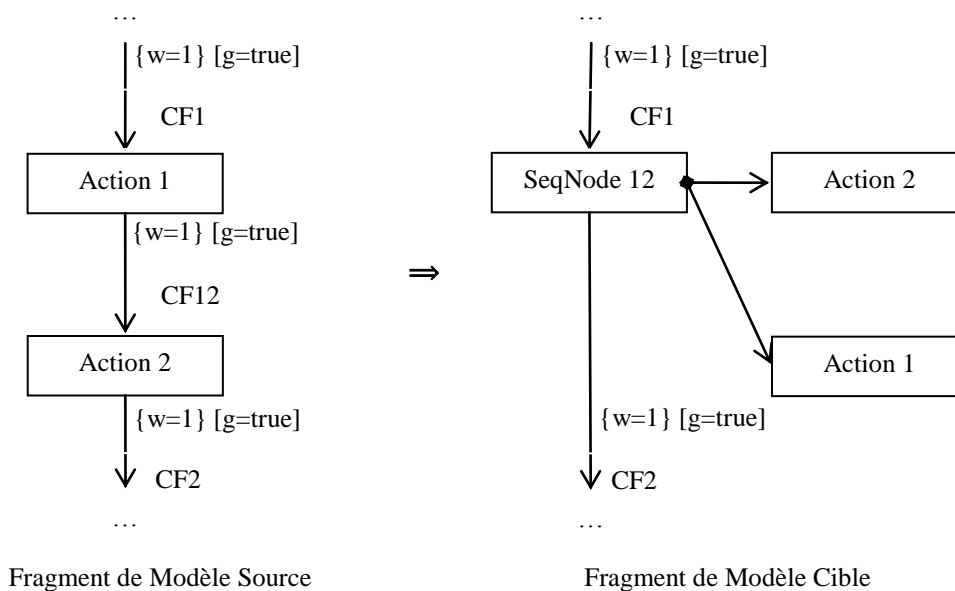 …
{w=1} [g=true]
CF1
Action 1
{w=1} [g=true]
CF12
Action 2
{w=1} [g=true]
CF2
…
Fragment de Modèle Source
⇒
…
{w=1} [g=true]
CF1
SeqNode 12
Action 2
Action 1
{w=1} [g=true]
CF2
…
Fragment de Modèle Cible